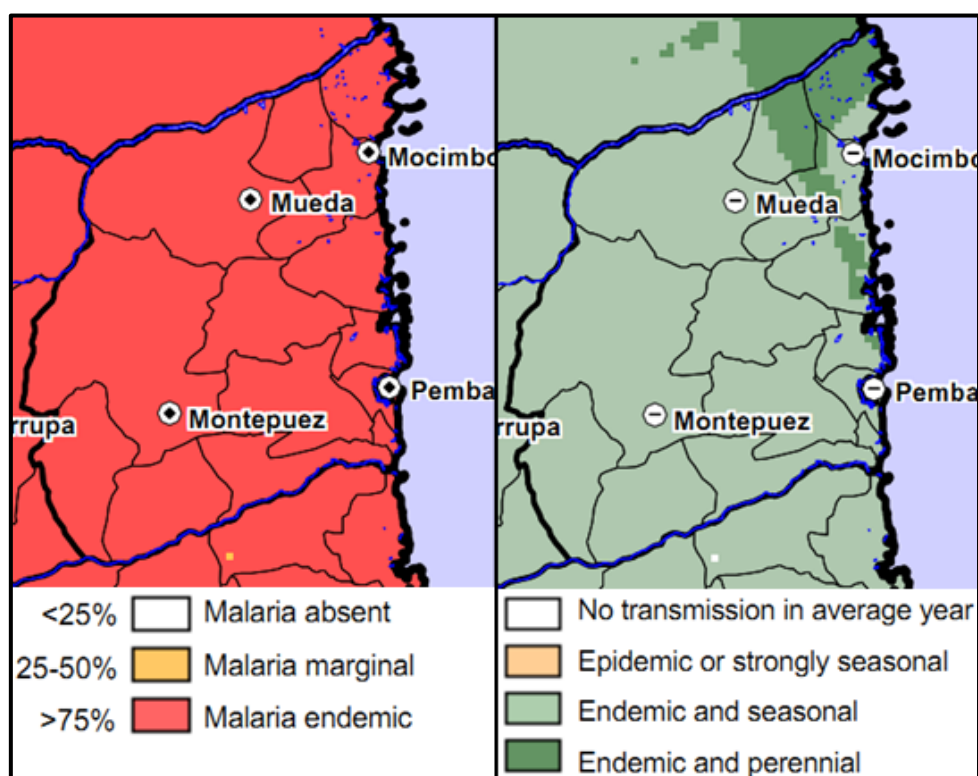 Mocimbo
Mueda
Pemba
Montepuez
rrupa
<25% Malaria absent
25-50% Malaria marginal
>75% Malaria endemic
Mocimbo
Mueda
Pemba
Montepuez
rrupa
No transmission in average year
Epidemic or strongly seasonal
Endemic and seasonal
Endemic and perennial